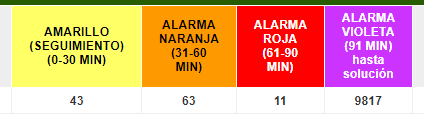 AMARILLO
(SEGUIMIENTO)
(0-30 MIN)
ALARMA
NARANJA
(31-60
MIN)
ALARMA
ROJA
(61-90
MIN)
ALARMA
VIOLETA
(91 MIN)
hasta
solución
43 63 11 9817